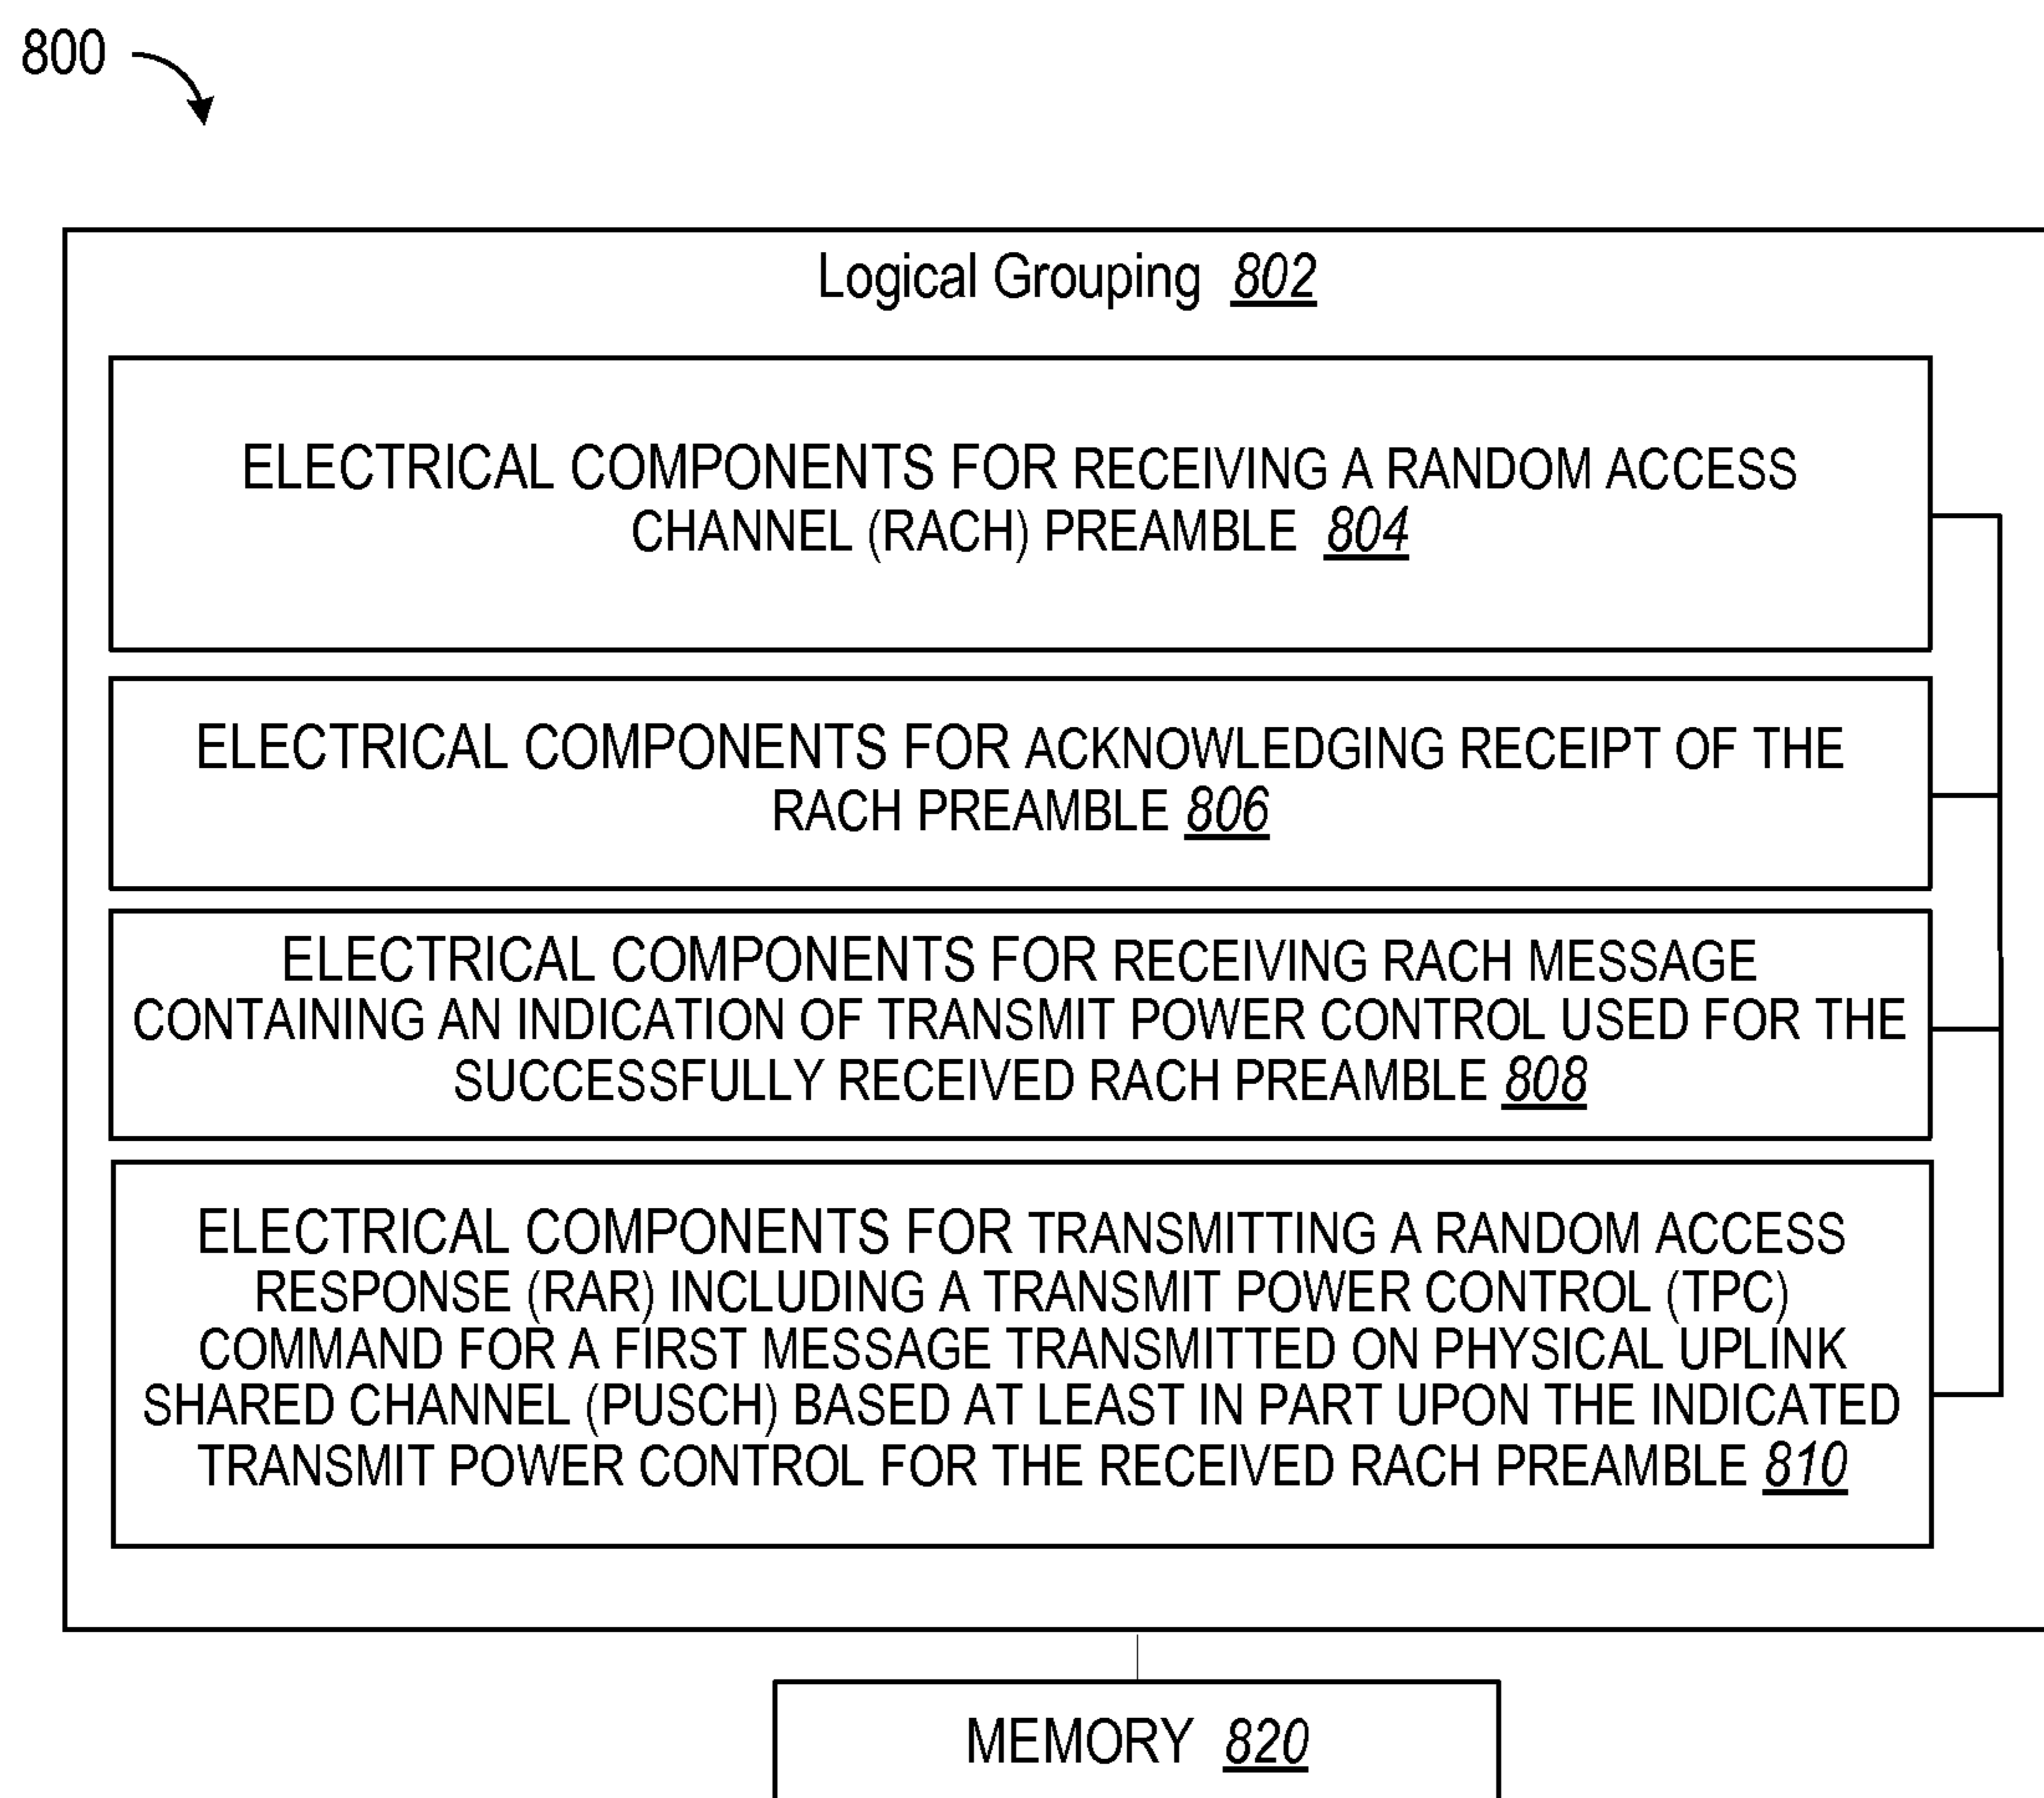 800
Logical Grouping 802
ELECTRICAL COMPONENTS FOR RECEIVING A RANDOM ACCESS
CHANNEL (RACH) PREAMBLE 804
ELECTRICAL COMPONENTS FOR ACKNOWLEDGING RECEIPT OF THE
RACH PREAMBLE 806
ELECTRICAL COMPONENTS FOR RECEIVING RACH MESSAGE
CONTAINING AN INDICATION OF TRANSMIT POWER CONTROL USED FOR THE
SUCCESSFULLY RECEIVED RACH PREAMBLE 808
ELECTRICAL COMPONENTS FOR TRANSMITTING A RANDOM ACCESS
RESPONSE (RAR) INCLUDING A TRANSMIT POWER CONTROL (TPC)
COMMAND FOR A FIRST MESSAGE TRANSMITTED ON PHYSICAL UPLINK
SHARED CHANNEL (PUSCH) BASED AT LEAST IN PART UPON THE INDICATED
TRANSMIT POWER CONTROL FOR THE RECEIVED RACH PREAMBLE 810
MEMORY 820